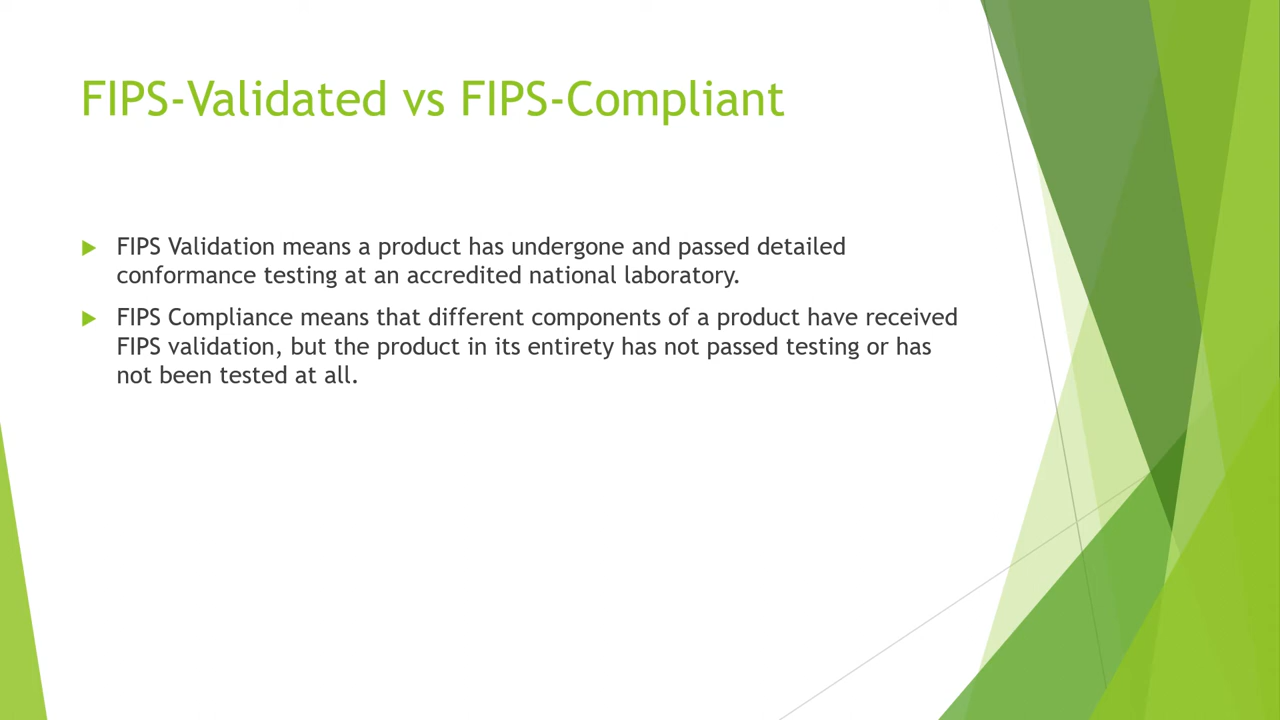 FIPS-Validated vs FIPS-Compliant
FIPS Validation means a product has undergone and passed detailed
conformance testing at an accredited national laboratory.
FIPS Compliance means that different components of a product have received
FIPS validation, but the product in its entirety has not passed testing or has
not been tested at all.